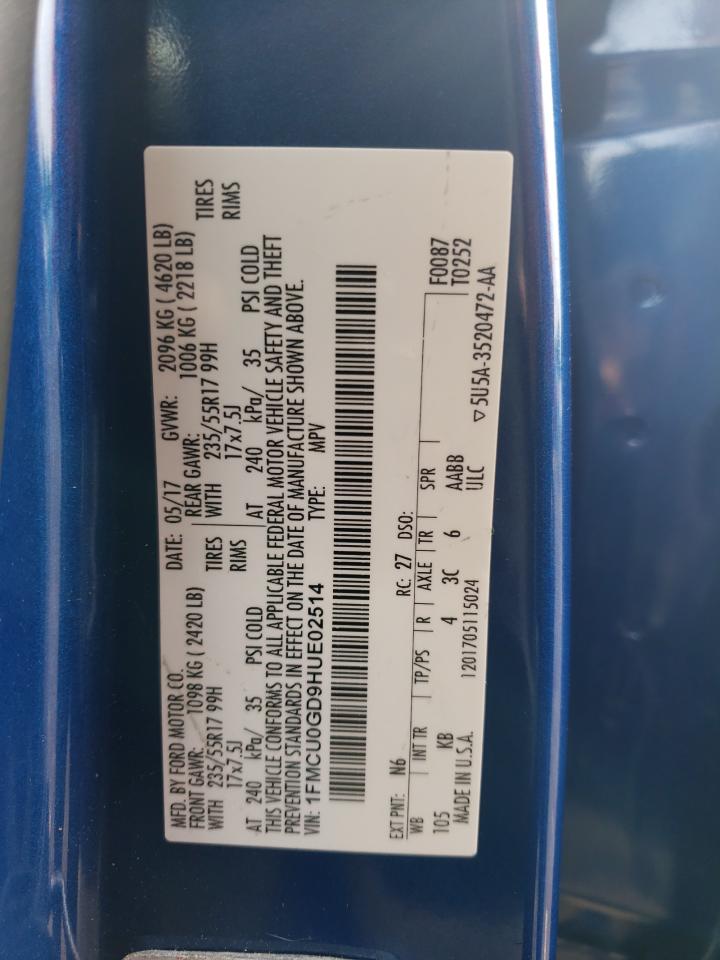 MFD. BY FORD MOTOR CO. DATE: 05/17 GVWR: 2096 KG ( 4620 LB)
FRONT GAWR: 1098 KG ( 2420 LB) REAR GAWR: 1006 KG ( 2218 LB)
WITH 235/55R17 99H TIRES WITH 235/55R17 99H TIRES
17x7.5J RIMS 17x7.5J RIMS
AT 240 kPa/ 35 PSI COLD AT 240 kPa/ 35 PSI COLD
THIS VEHICLE CONFORMS TO ALL APPLICABLE FEDERAL MOTOR VEHICLE SAFETY AND THEFT
PREVENTION STANDARDS IN EFFECT ON THE DATE OF MANUFACTURE SHOWN ABOVE.
VIN: 1FMCU0GD9HUE02514 TYPE: MPV
EXT PNT: N6 RC: 27 DSO: F0087
WB INT TR TP/PS R AXLE TR SPR T0252
105 KB 4 3C 6 AABB
MADE IN U.S.A. 1201705115024 ULC ▽5U5A-3520472-AA